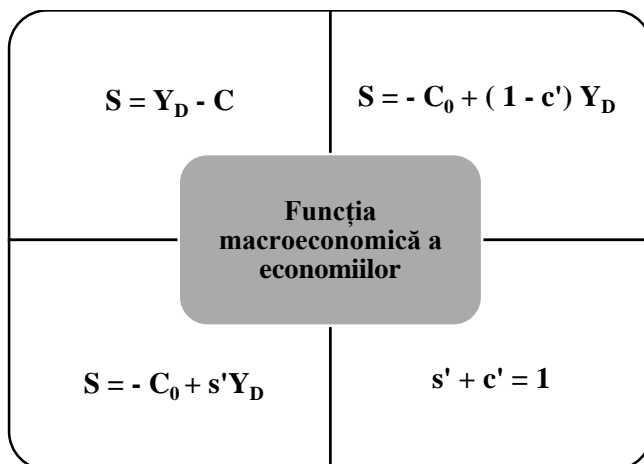 S = Y_D - C
S = - C_0 + ( 1 - c') Y_D
Funcția
macroeconomică a
economiilor
S = - C_0 + s'Y_D
s' + c' = 1